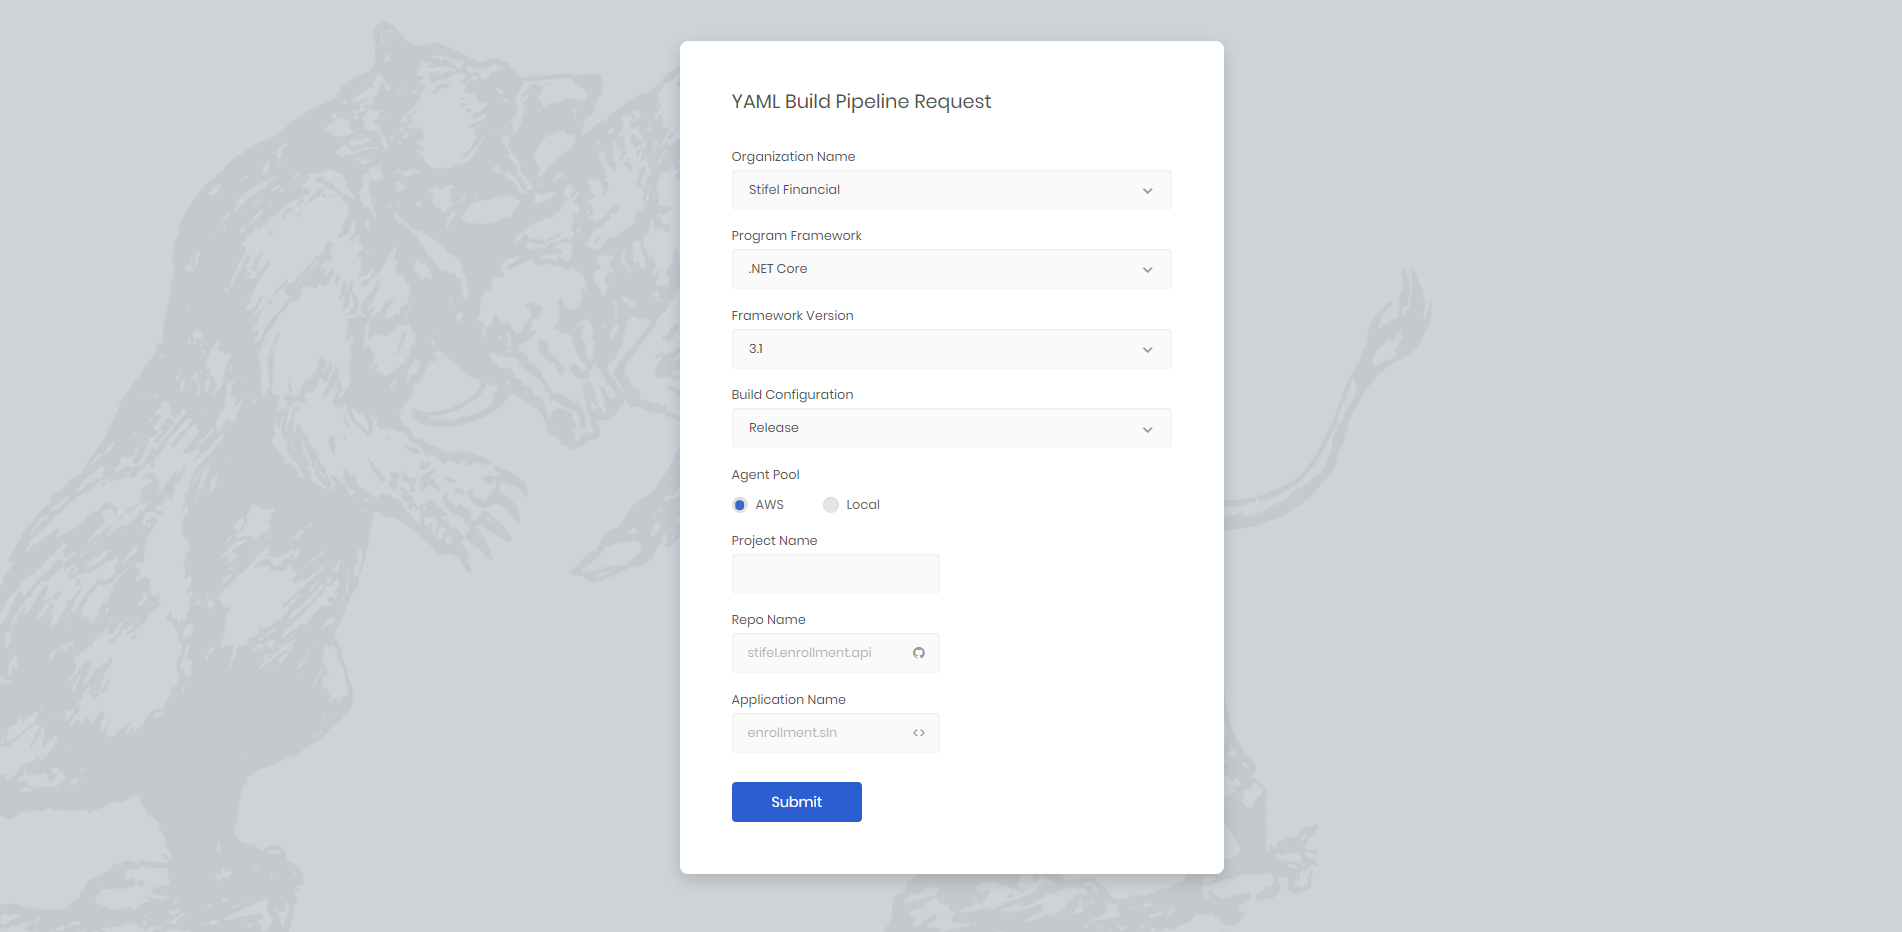 YAML Build Pipeline Request
Organization Name
Stifel Financial
Program Framework
.NET Core
Framework Version
3.1
Build Configuration
Release
Agent Pool
AWS Local
Project Name
Repo Name
stifel.enrollment.api
Application Name
enrollment.sln
Submit